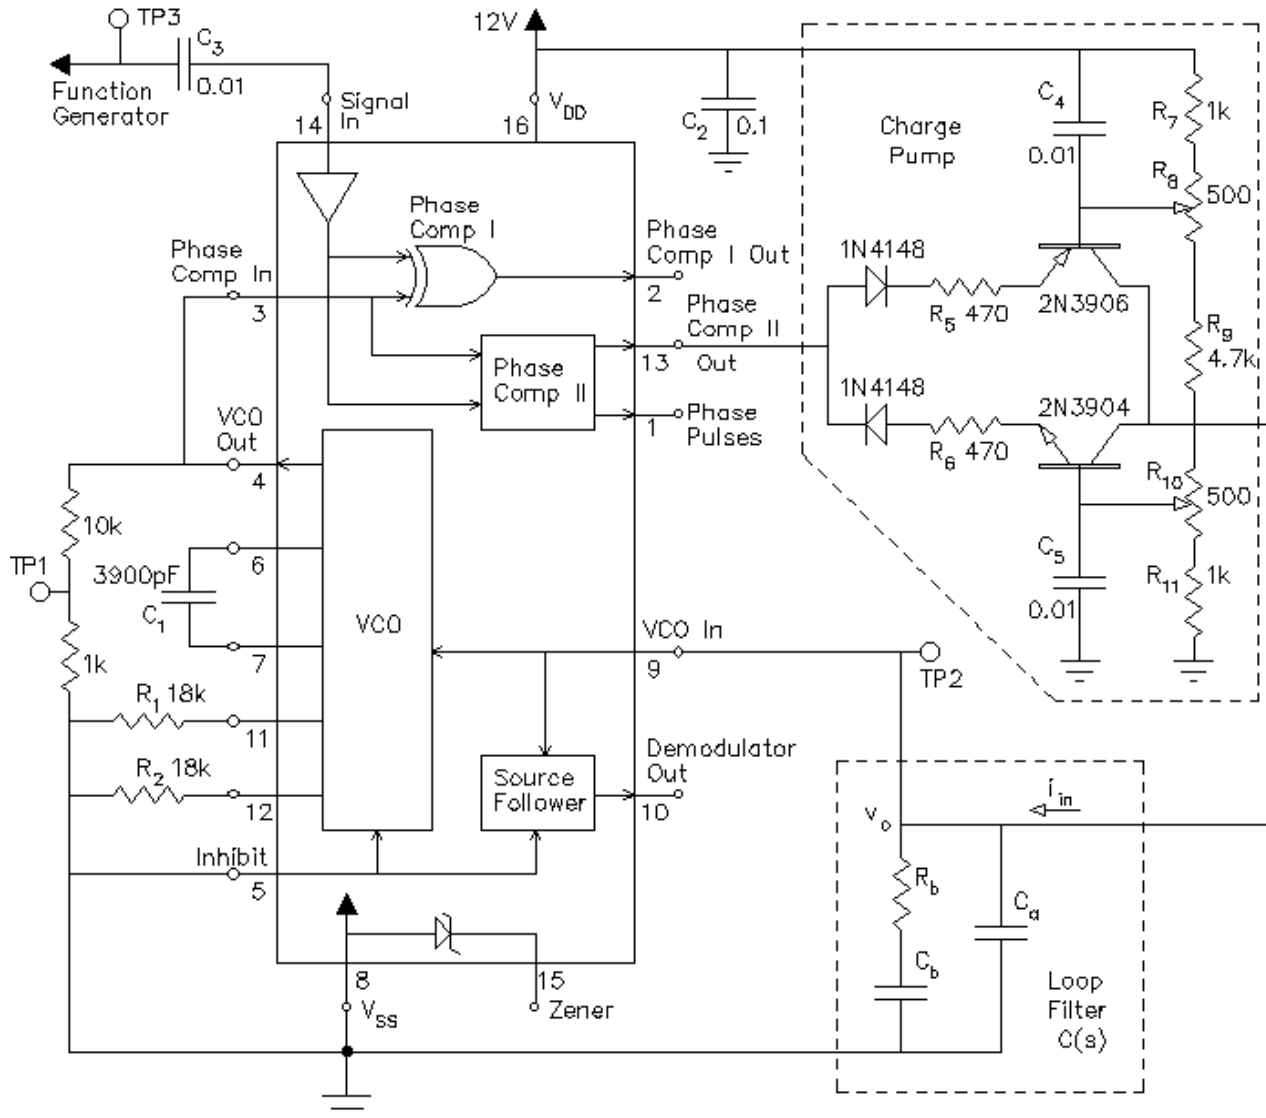 TP3
C3
0.01
Function
Generator
12V
Signal
In
14
16
VDD
C2
0.1
Charge
Pump
C4
0.01
R7
1k
R8
500
Phase
Comp I
Phase
Comp In
3
Phase
Comp I Out
2
Phase
Comp II
Out
13
Phase
Comp II
1
Phase
Pulses
1N4148
R5 470
2N3906
R9
4.7k
1N4148
R6 470
2N3904
R10
500
C5
0.01
R11
1k
VCO
Out
4
10k
TP1
3900pF
C1
6
7
1k
VCO
VCO In
9
TP2
R1 18k
11
R2 18k
12
Source
Follower
Demodulator
Out
10
Inhibit
5
8
VSS
15
Zener
iin
vo
Rb
Cb
Ca
Loop
Filter
C(s)